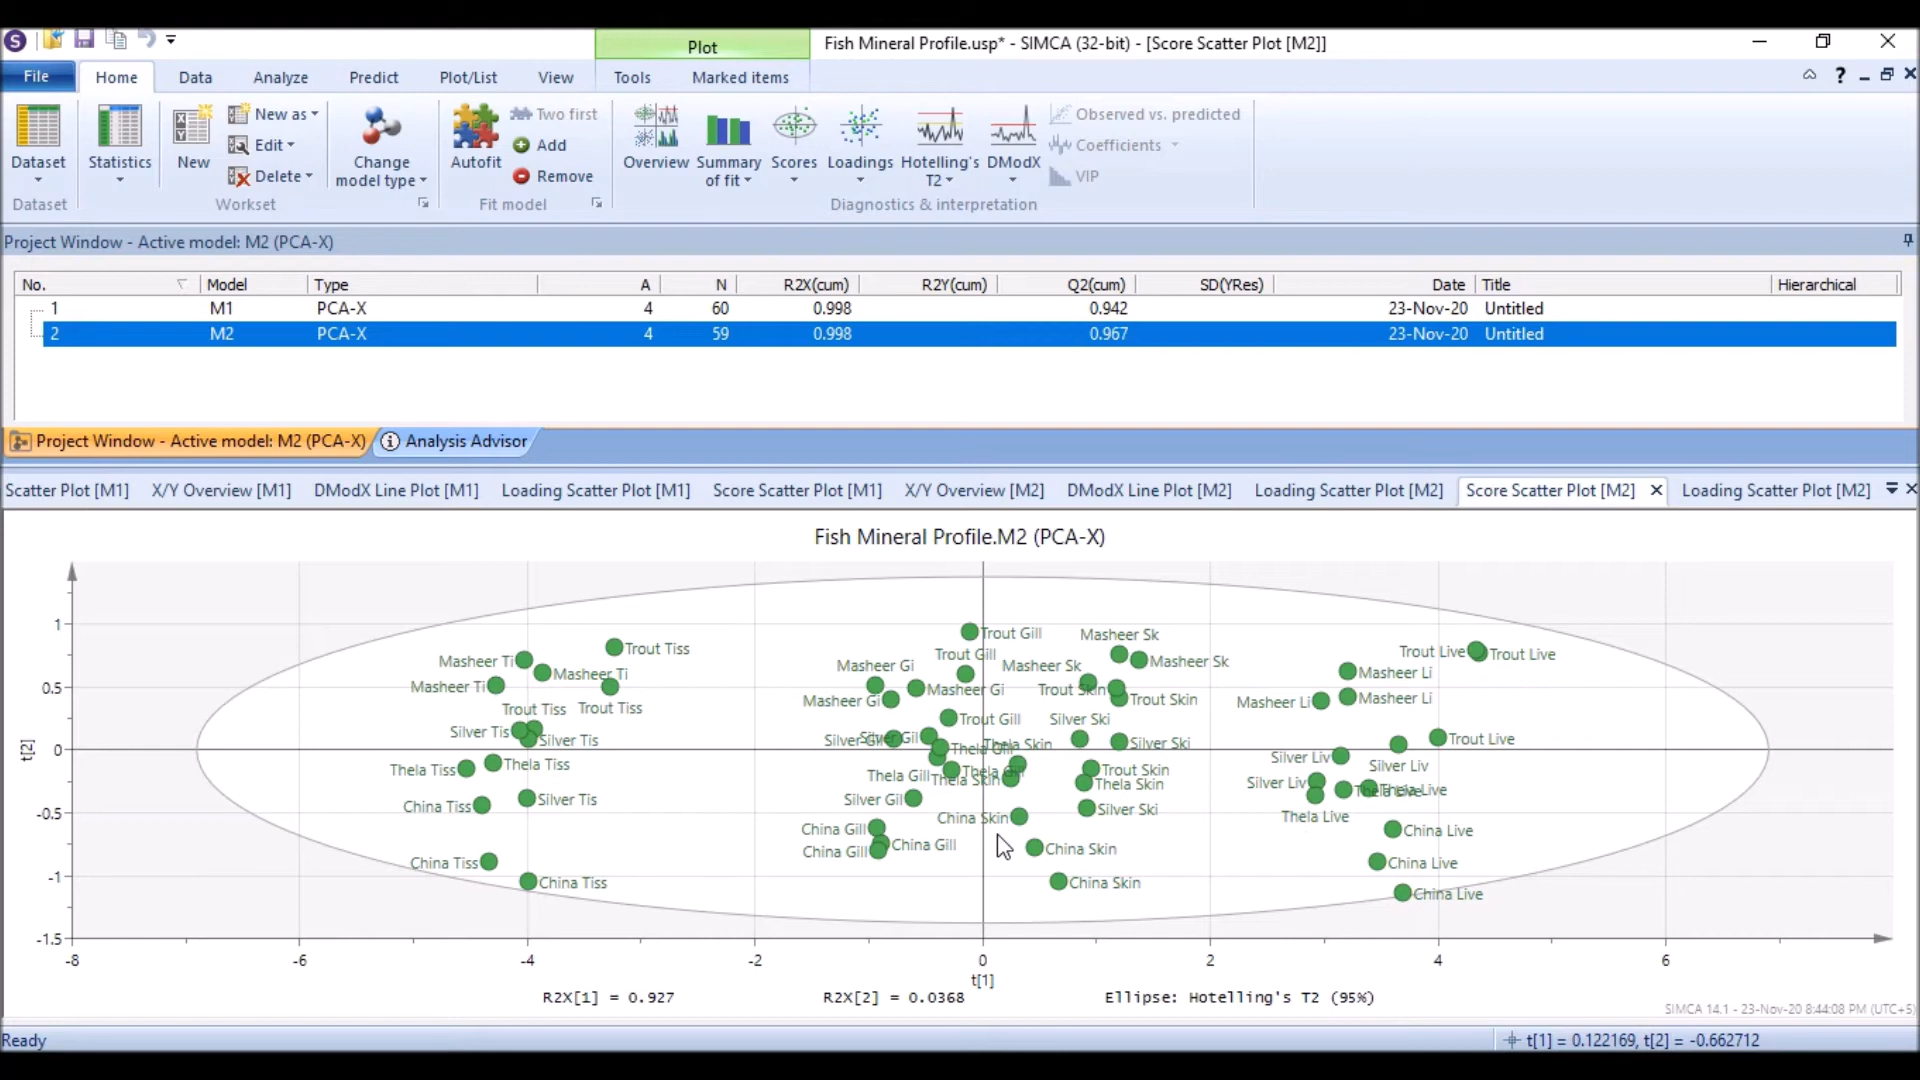 Plot
Fish Mineral Profile.usp* - SIMCA (32-bit) - [Score Scatter Plot [M2]]
File Home Data Analyze Predict Plot/List View Tools Marked items
Dataset
Statistics
New
New as
Edit
Delete
Change
model type
Autofit
Two first
Add
Remove
Overview
Summary
of fit
Scores
Loadings
Hotelling's
T2
DModX
Observed vs. predicted
Coefficients
VIP
Dataset Workset Fit model Diagnostics & interpretation
Project Window - Active model: M2 (PCA-X)
No. Model Type A N R2X(cum) R2Y(cum) Q2(cum) SD(YRes) Date Title Hierarchical
1 M1 PCA-X 4 60 0.998 0.942 23-Nov-20 Untitled
2 M2 PCA-X 4 59 0.998 0.967 23-Nov-20 Untitled
Project Window - Active model: M2 (PCA-X) Analysis Advisor
Scatter Plot [M1] X/Y Overview [M1] DModX Line Plot [M1] Loading Scatter Plot [M1] Score Scatter Plot [M1] X/Y Overview [M2] DModX Line Plot [M2] Loading Scatter Plot [M2] Score Scatter Plot [M2] Loading Scatter Plot [M2]
Fish Mineral Profile.M2 (PCA-X)
1 Trout Gill Masheer Sk
Trout Tiss Trout Gill Trout Live Trout Live
Masheer Ti Masheer Gi Masheer Sk Masheer Sk
Masheer Ti Masheer Li
0.5 Masheer Ti Masheer Gi Trout Skin
Masheer Gi Trout Skin Masheer Li Masheer Li
Trout Tiss Trout Tiss Trout Gill Silver Ski
Silver Tis Silver Tis Silver Gil Silver Gil Thela Skin Silver Ski Trout Live
t[2]
0 Thela Gill
Thela Tiss Thela Tiss Thela Gill Thela Gill Trout Skin Silver Liv Silver Liv
Thela Skin Thela Skin Silver Liv Thela Live Thela Live
China Tiss Silver Tis Silver Gill
-0.5 China Skin Silver Ski Thela Live
China Gill China Live
China Gill China Gill China Skin
China Tiss China Live
-1 China Tiss China Skin China Live
-1.5
-8 -6 -4 -2 0 2 4 6
t[1]
R2X[1] = 0.927 R2X[2] = 0.0368 Ellipse: Hotelling's T2 (95%)
SIMCA 14.1 - 23-Nov-20 8:44:08 PM (UTC+5)
Ready t[1] = 0.122169, t[2] = -0.662712